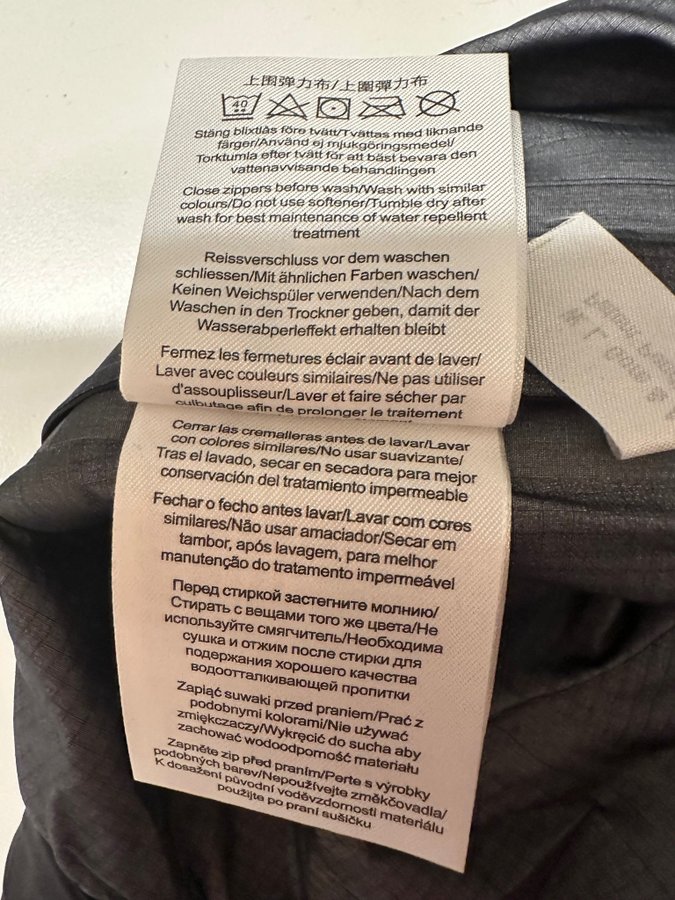 上围弹力布/上圍彈力布
40
Stäng blixtlås före tvätt/Tvättas med liknande
färger/Använd ej mjukgöringsmedel/
Torktumla efter tvätt för att bäst bevara den
vattenavvisande behandlingen
Close zippers before wash/Wash with similar
colours/Do not use softener/Tumble dry after
wash for best maintenance of water repellent
treatment
Reissverschluss vor dem waschen
schliessen/Mit ähnlichen Farben waschen/
Keinen Weichspüler verwenden/Nach dem
Waschen in den Trockner geben, damit der
Wasserabperleffekt erhalten bleibt
Fermez les fermetures éclair avant de laver/
Laver avec couleurs similaires/Ne pas utiliser
d'assouplisseur/Laver et faire sécher par
culbutage afin de prolonger le traitement
Cerrar las cremalleras antes de lavar/Lavar
con colores similares/No usar suavizante/
Tras el lavado, secar en secadora para mejor
conservación del tratamiento impermeable
Fechar o fecho antes lavar/Lavar com cores
similares/Não usar amaciador/Secar em
tambor, após lavagem, para melhor
manutenção do tratamento impermeável
Перед стиркой застегните молнию/
Стирать с вещами того же цвета/Не
используйте смягчитель/Необходима
сушка и отжим после стирки для
подержания хорошего качества
водоотталкивающей пропитки
Zapiąć suwaki przed praniem/Prać z
podobnymi kolorami/Nie używać
zmiękczaczy/Wykręcić do sucha aby
zachować wodoodporność materiału
Zapněte zip před praním/Perte s výrobky
podobných barev/Nepoužívejte změkčovadla/
K dosažení původní voděvzdornosti materiálu
použijte po praní sušičku